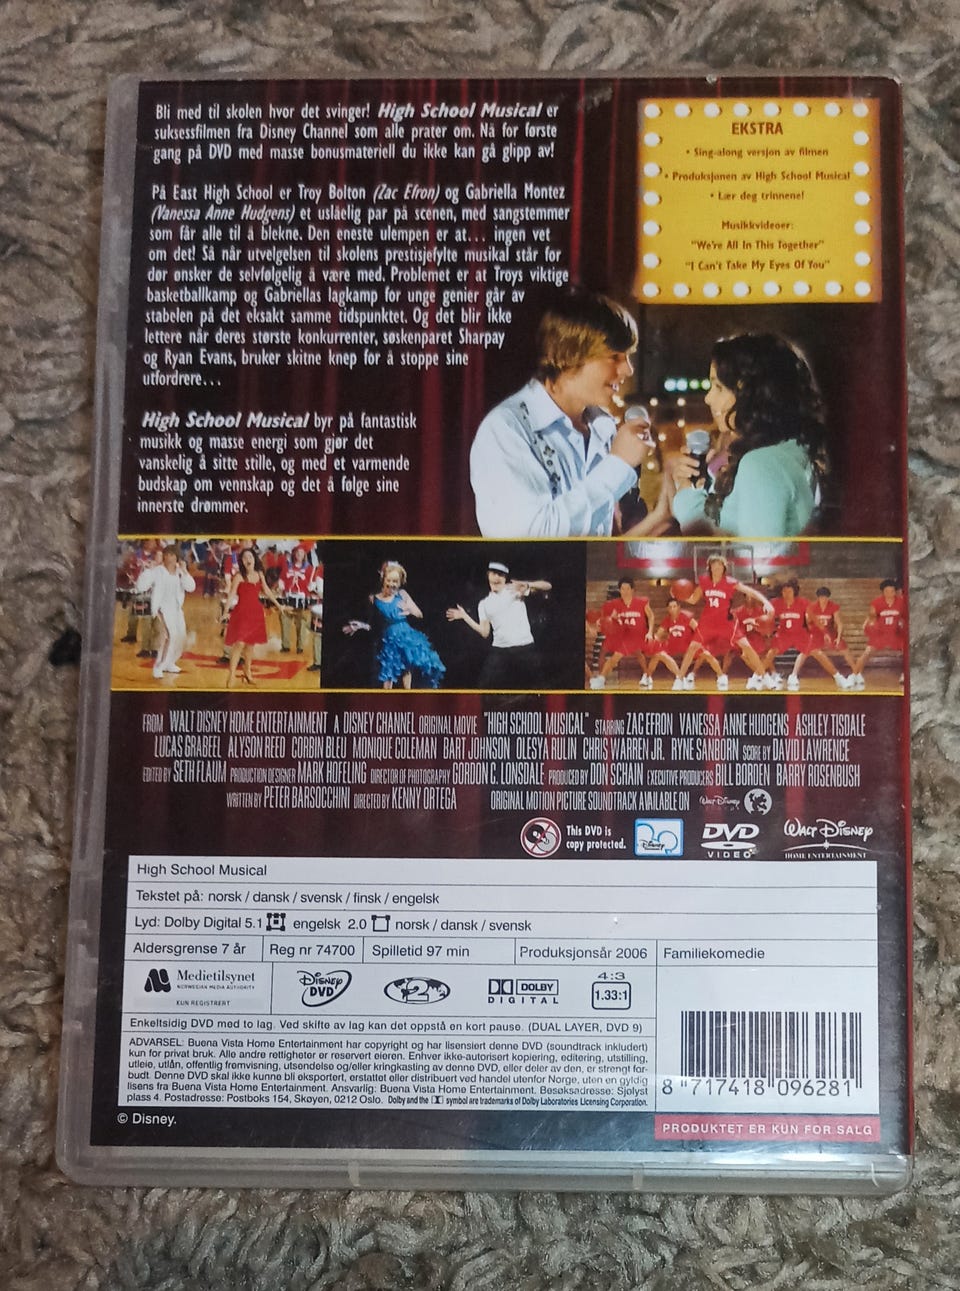 Bli med til skolen hvor det svinger! High School Musical er
suksessfilmen fra Disney Channel som alle prater om. Nå for første
gang på DVD med masse bonusmateriell du ikke kan gå glipp av!
På East High School er Troy Bolton (Zac Efron) og Gabriella Montez
(Vanessa Anne Hudgens) et uslåelig par på scenen, med sangstemmer
som får alle til å blekne. Den eneste ulempen er at... ingen vet
om det! Så når utvelgelsen til skolens prestisjefylte musikal står for
dør ønsker de selvfølgelig å være med. Problemet er at Troys viktige
basketballkamp og Gabriellas lagkamp for unge genier går av
stabelen på det eksakt samme tidspunktet. Og det blir ikke
lettere når deres største konkurrenter, søskenparet Sharpay
og Ryan Evans, bruker skitne knep for å stoppe sine
utfordrere...
High School Musical byr på fantastisk
musikk og masse energi som gjør det
vanskelig å sitte stille, og med et varmende
budskap om vennskap og det å følge sine
innerste drømmer.
EKSTRA
• Sing-along versjon av filmen
• Produksjonen av High School Musical
• Lær deg trinnene!
Musikkvideoer:
"We're All In This Together"
"I Can't Take My Eyes Of You"
14
FROM WALT DISNEY HOME ENTERTAINMENT A DISNEY CHANNEL ORIGINAL MOVIE "HIGH SCHOOL MUSICAL" STARRING ZAC EFRON VANESSA ANNE HUDGENS ASHLEY TISDALE
LUCAS GRABEEL ALYSON REED CORBIN BLEU MONIQUE COLEMAN BART JOHNSON OLESYA RULIN CHRIS WARREN JR. RYNE SANBORN SCORE BY DAVID LAWRENCE
EDITED BY SETH FLAUM PRODUCTION DESIGNER MARK HOFELING DIRECTOR OF PHOTOGRAPHY GORDON C. LONSDALE PRODUCED BY DON SCHAIN EXECUTIVE PRODUCERS BILL BORDEN BARRY ROSENBUSH
WRITTEN BY PETER BARSOCCHINI DIRECTED BY KENNY ORTEGA ORIGINAL MOTION PICTURE SOUNDTRACK AVAILABLE ON Walt Disney
This DVD is
copy protected.
Disney
DVD
VIDEO
Walt Disney
HOME ENTERTAINMENT
High School Musical
Tekstet på: norsk / dansk / svensk / finsk / engelsk
Lyd: Dolby Digital 5.1 engelsk 2.0 norsk / dansk / svensk
Aldersgrense 7 år Reg nr 74700 Spilletid 97 min Produksjonsår 2006 Familiekomedie
Medietilsynet
NORWEGIAN MEDIA AUTHORITY
KUN REGISTRERT
Disney
DVD
2
DOLBY
DIGITAL
4:3
1.33:1
Enkeltsidig DVD med to lag. Ved skifte av lag kan det oppstå en kort pause. (DUAL LAYER, DVD 9)
ADVARSEL: Buena Vista Home Entertainment har copyright og har lisensiert denne DVD (soundtrack inkludert)
kun for privat bruk. Alle andre rettigheter er reservert eieren. Enhver ikke-autorisert kopiering, editering, utstilling,
utleie, utlån, offentlig fremvisning, utsendelse og/eller kringkasting av denne DVD, eller deler av den, er strengt for-
budt. Denne DVD skal ikke kunne bli eksportert, erstattet eller distribuert ved handel utenfor Norge, uten en gyldig
lisens fra Buena Vista Home Entertainment. Ansvarlig: Buena Vista Home Entertainment. Besøksadresse: Sjølyst
plass 4. Postadresse: Postboks 154, Skøyen, 0212 Oslo. Dolby and the symbol are trademarks of Dolby Laboratories Licensing Corporation.
8 717418 096281
© Disney.
PRODUKTET ER KUN FOR SALG